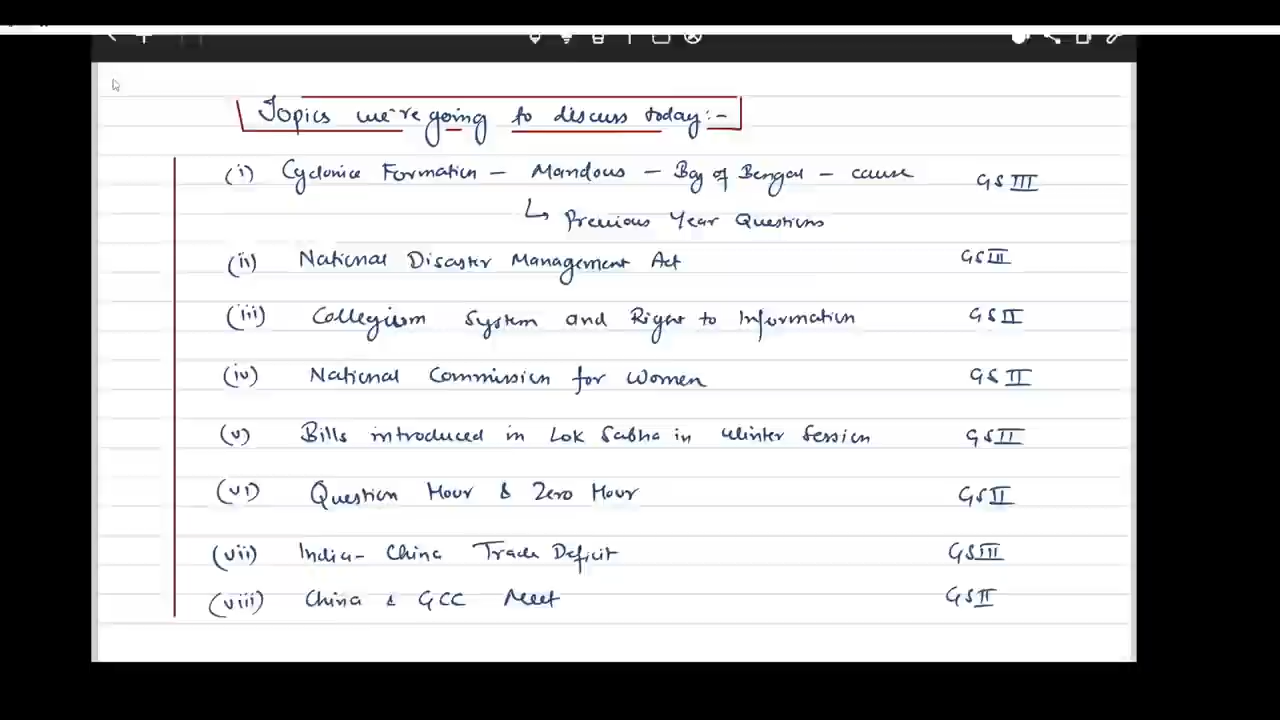 Topics we're going to discuss today:-
(i) Cyclonice Formation - Mandous - Bay of Bengal - cause GS III
↳ Previous Year Questions
(ii) National Disaster Management Act GS III
(iii) Collegium System and Right to Information GS II
(iv) National Commission for Women GS II
(v) Bills introduced in Lok Sabha in Winter Session GS II
(vi) Question Hour & Zero Hour GS II
(vii) India- China Trade Deficit GS III
(viii) China & GCC Meet GS II